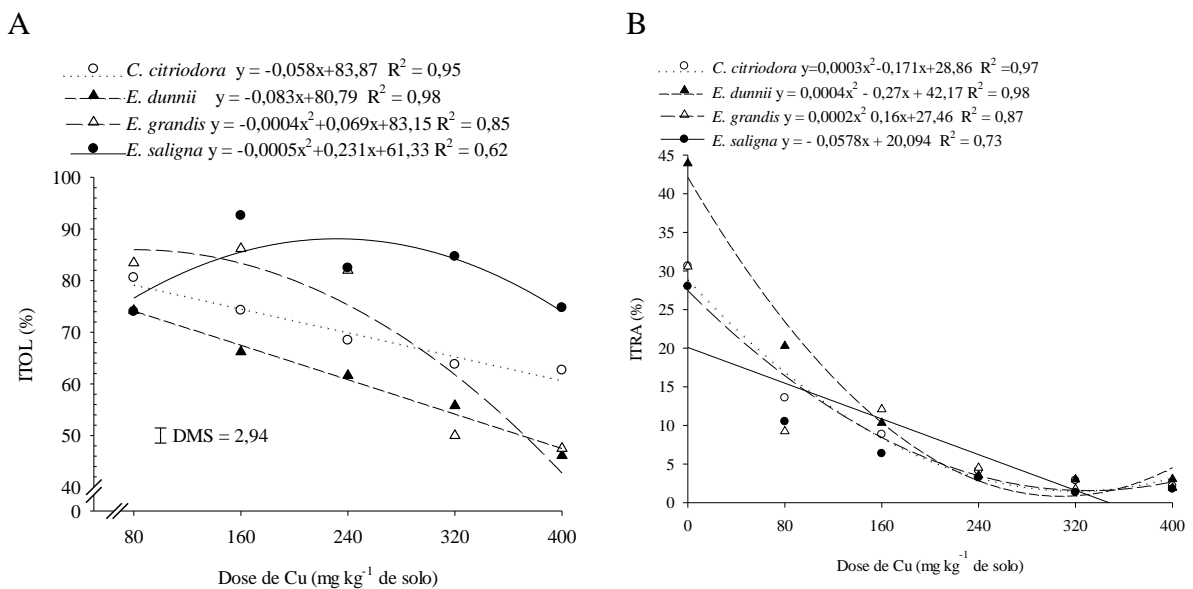 A
C. citriodora y = -0,058x+83,87 R² = 0,95
E. dunnii y = -0,083x+80,79 R² = 0,98
E. grandis y = -0,0004x²+0,069x+83,15 R² = 0,85
E. saligna y = -0,0005x²+0,231x+61,33 R² = 0,62
100
90
80
70
60
50
40
0
ITOL (%)
DMS = 2,94
80 160 240 320 400
Dose de Cu (mg kg⁻¹ de solo)
B
C. citriodora y=0,0003x²-0,171x+28,86 R² =0,97
E. dunnii y = 0,0004x² - 0,27x + 42,17 R² = 0,98
E. grandis y = 0,0002x² 0,16x+27,46 R² = 0,87
E. saligna y = - 0,0578x + 20,094 R² = 0,73
45
40
35
30
25
20
15
10
5
0
ITRA (%)
0 80 160 240 320 400
Dose de Cu (mg kg⁻¹ de solo)